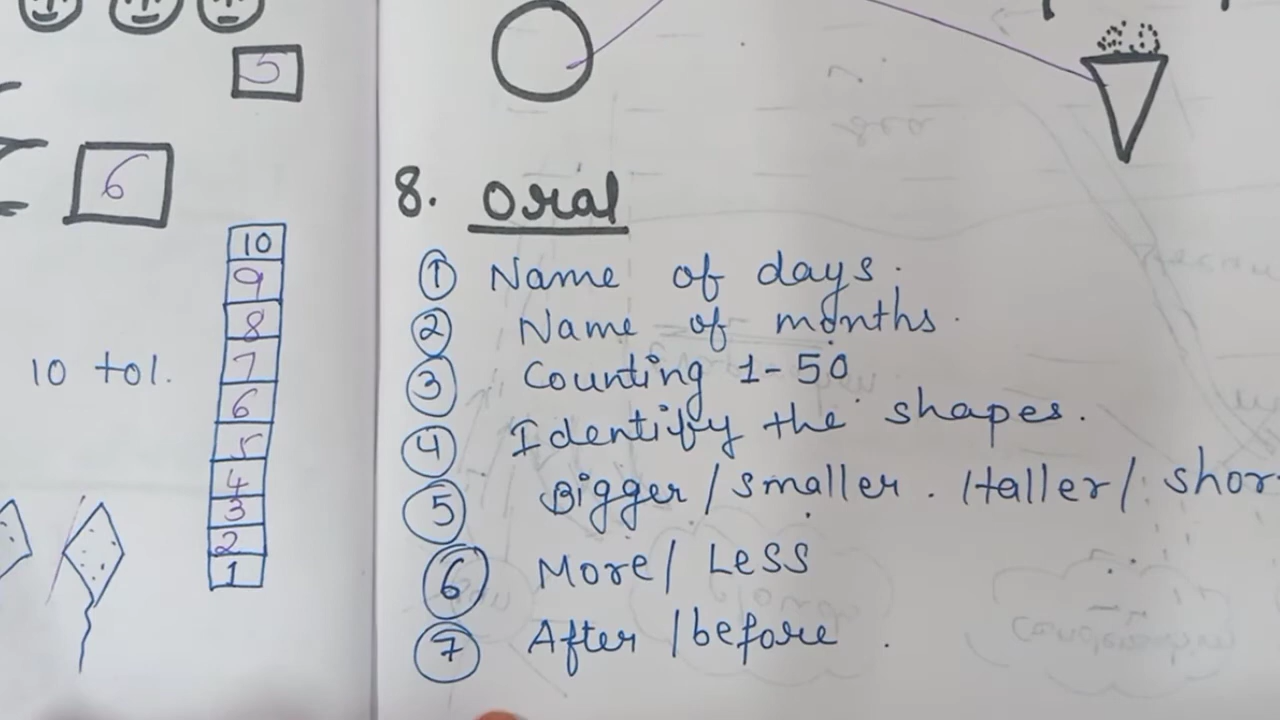 5
6
10
9
8
7
6
5
4
3
2
1
10 to 1.
8. Oral
1 Name of days.
2 Name of months.
3 Counting 1-50
4 Identify the shapes.
5 Bigger / smaller. / taller /
6 More / Less
7 After / before.